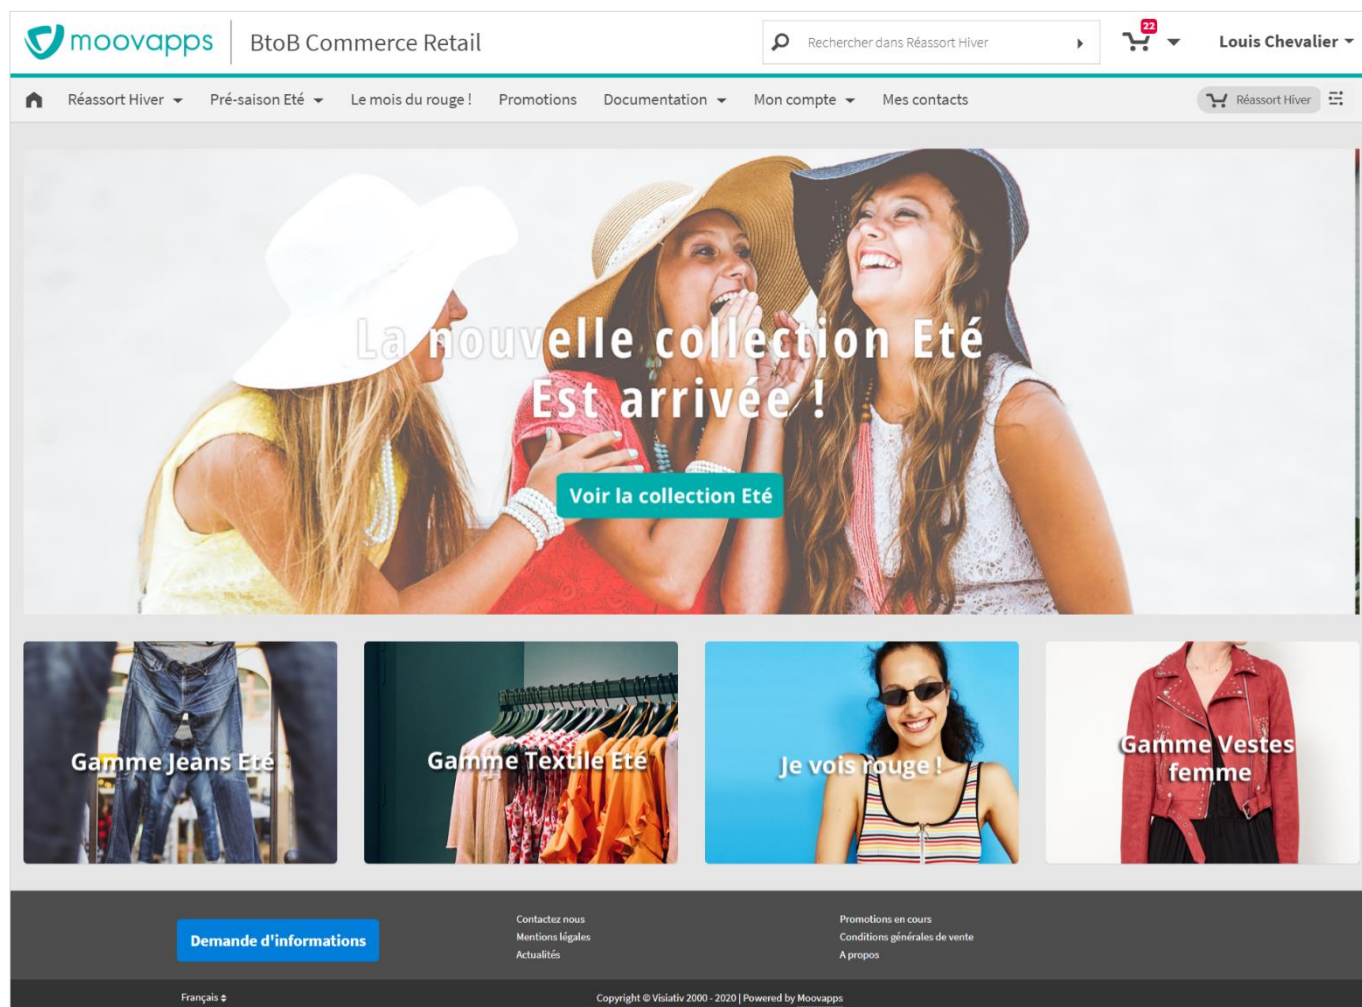 moovapps
BtoB Commerce Retail
Rechercher dans Réassort Hiver
22
Louis Chevalier
Réassort Hiver
Pré-saison Eté
Le mois du rouge !
Promotions
Documentation
Mon compte
Mes contacts
Réassort Hiver
La nouvelle collection Eté
Est arrivée !
Voir la collection Eté
Gamme Jeans Eté
Gamme Textile Eté
Je vois rouge !
Gamme Vestes
femme
Demande d'informations
Contactez nous
Mentions légales
Actualités
Promotions en cours
Conditions générales de vente
A propos
Français
Copyright © Visiativ 2000 - 2020 | Powered by Moovapps